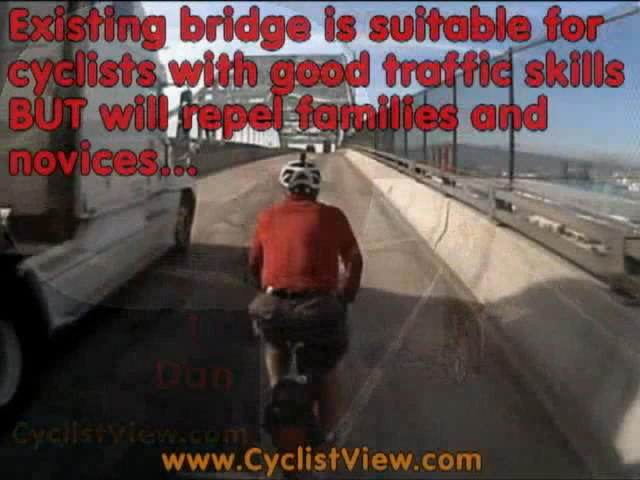 Existing bridge is suitable for
cyclists with good traffic skills
BUT will repel families and
novices...
Dan
CyclistView.com
www.CyclistView.com